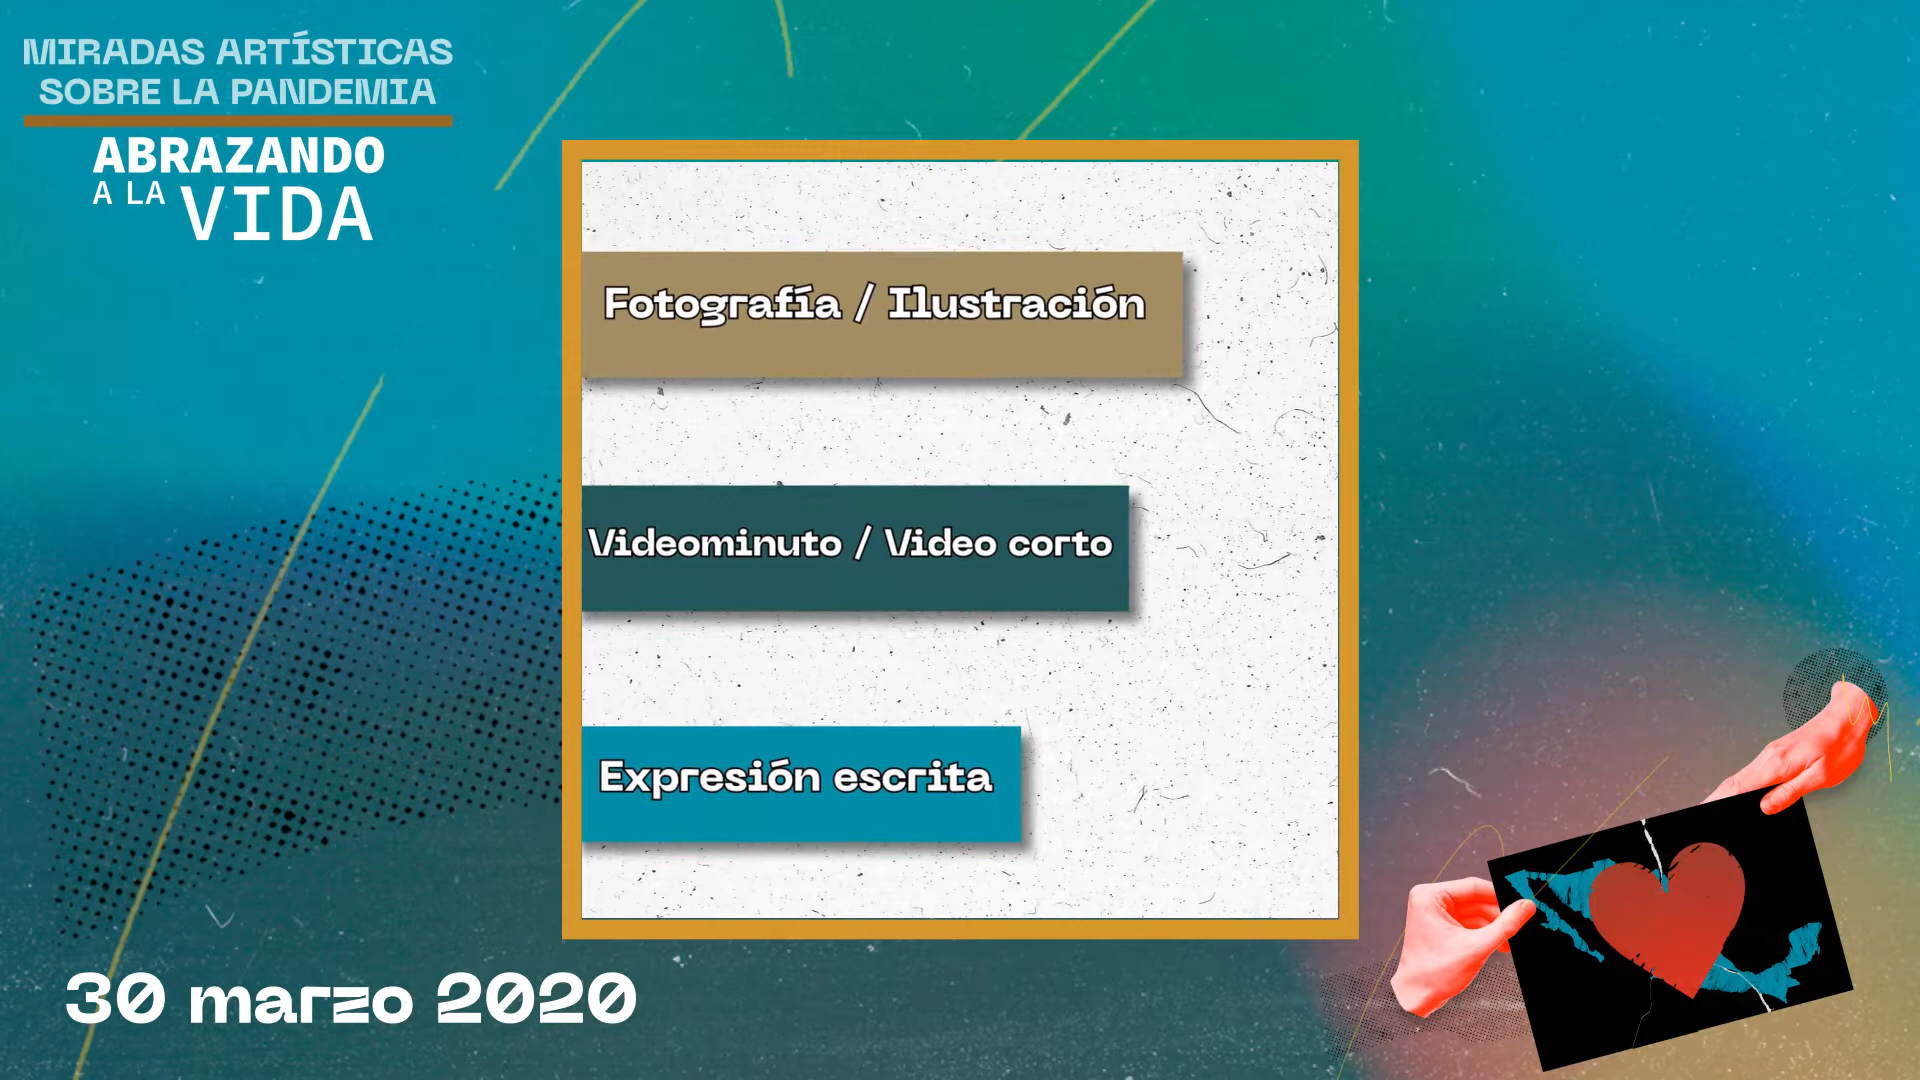 MIRADAS ARTÍSTICAS
SOBRE LA PANDEMIA
ABRAZANDO
A LA VIDA
Fotografía / Ilustración
Videominuto / Video corto
Expresión escrita
30 marzo 2020